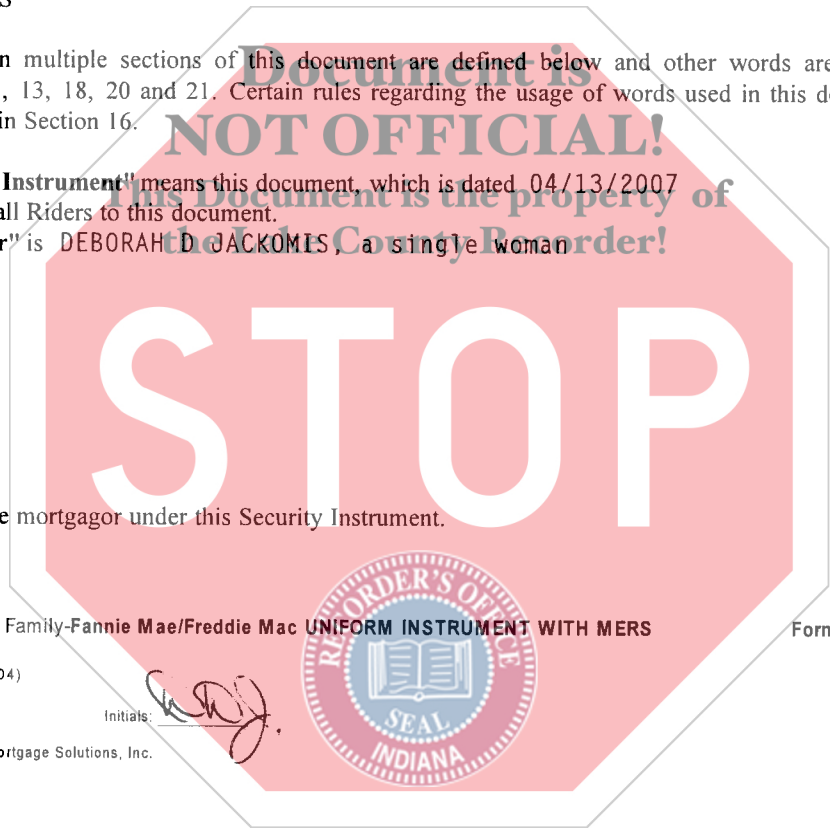 S
n multiple sections of this document are defined below and other words are
, 13, 18, 20 and 21. Certain rules regarding the usage of words used in this do
in Section 16.
Document is
NOT OFFICIAL!
This Document is the property of
the Lake County Recorder!
Instrument" means this document, which is dated 04/13/2007
all Riders to this document.
r" is DEBORAH D JACKOMIS, a single woman
STOP
e mortgagor under this Security Instrument.
Family-Fannie Mae/Freddie Mac UNIFORM INSTRUMENT WITH MERS Form
04)
Initials: DDJ.
ortgage Solutions, Inc.
RECORDER'S OFFICE
SEAL
INDIANA